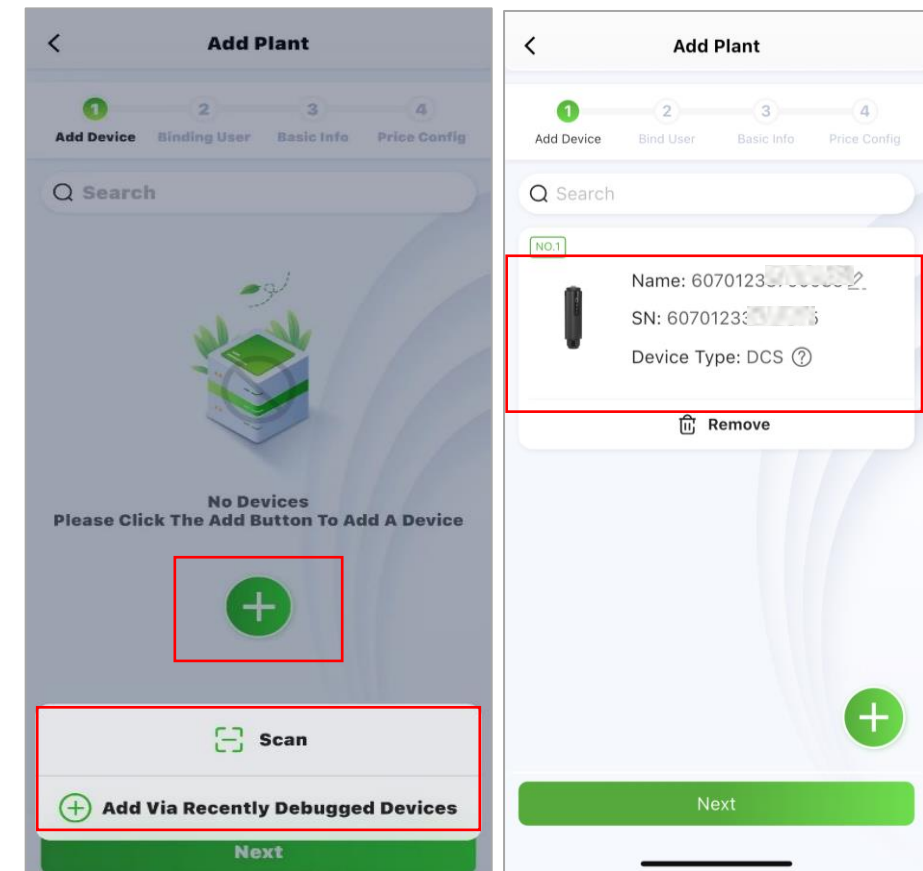 Add Plant
1 2 3 4
Add Device Binding User Basic Info Price Config
Search
No Devices
Please Click The Add Button To Add A Device
Scan
Add Via Recently Debugged Devices
Next
Add Plant
1 2 3 4
Add Device Bind User Basic Info Price Config
Search
NO.1
Name:
SN:
Device Type: DCS
Remove
Next